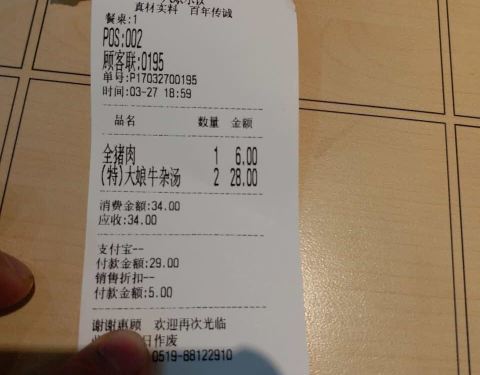 真材实料 百年传诚
餐桌:1
POS:002
顾客联:0195
单号:P17032700195
时间:03-27 18:59
品名 数量 金额
全猪肉 1 6.00
(特)大娘牛杂汤 2 28.00
消费金额:34.00
应收:34.00
支付宝--
付款金额:29.00
销售折扣--
付款金额:5.00
谢谢惠顾 欢迎再次光临
日作废
0519-88122910